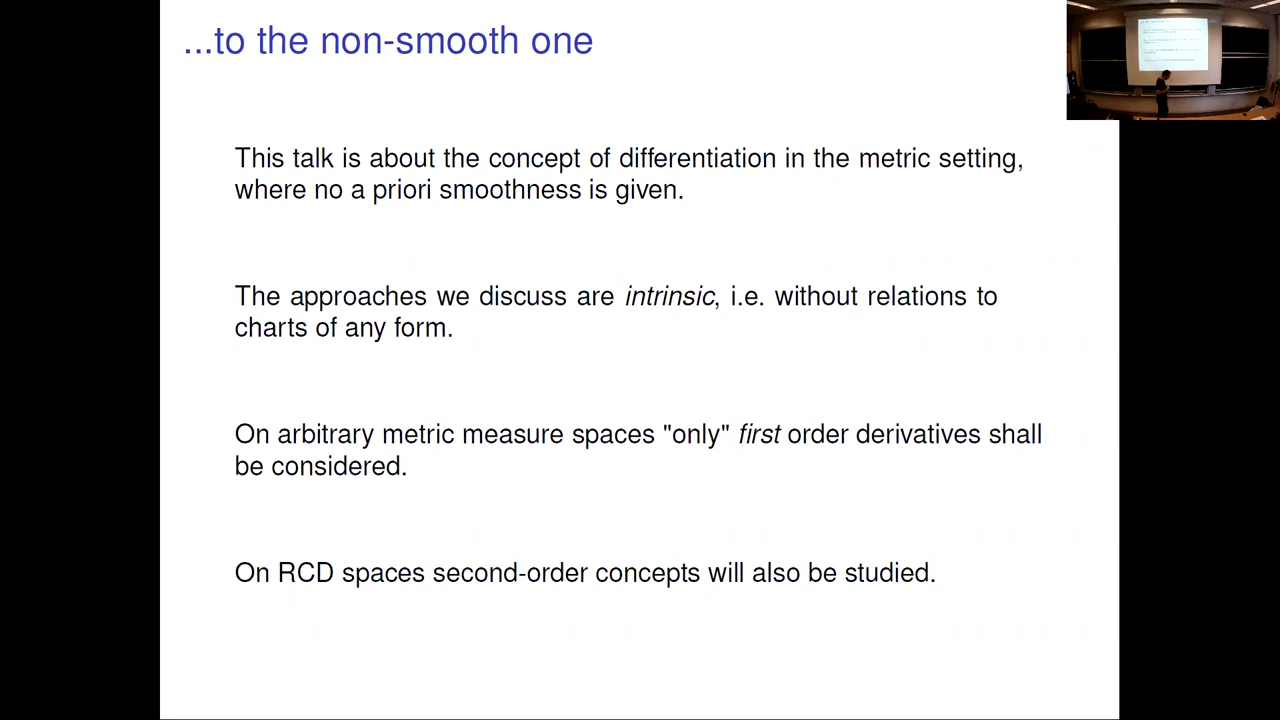 ...to the non-smooth one
This talk is about the concept of differentiation in the metric setting,
where no a priori smoothness is given.
The approaches we discuss are intrinsic, i.e. without relations to
charts of any form.
On arbitrary metric measure spaces "only" first order derivatives shall
be considered.
On RCD spaces second-order concepts will also be studied.